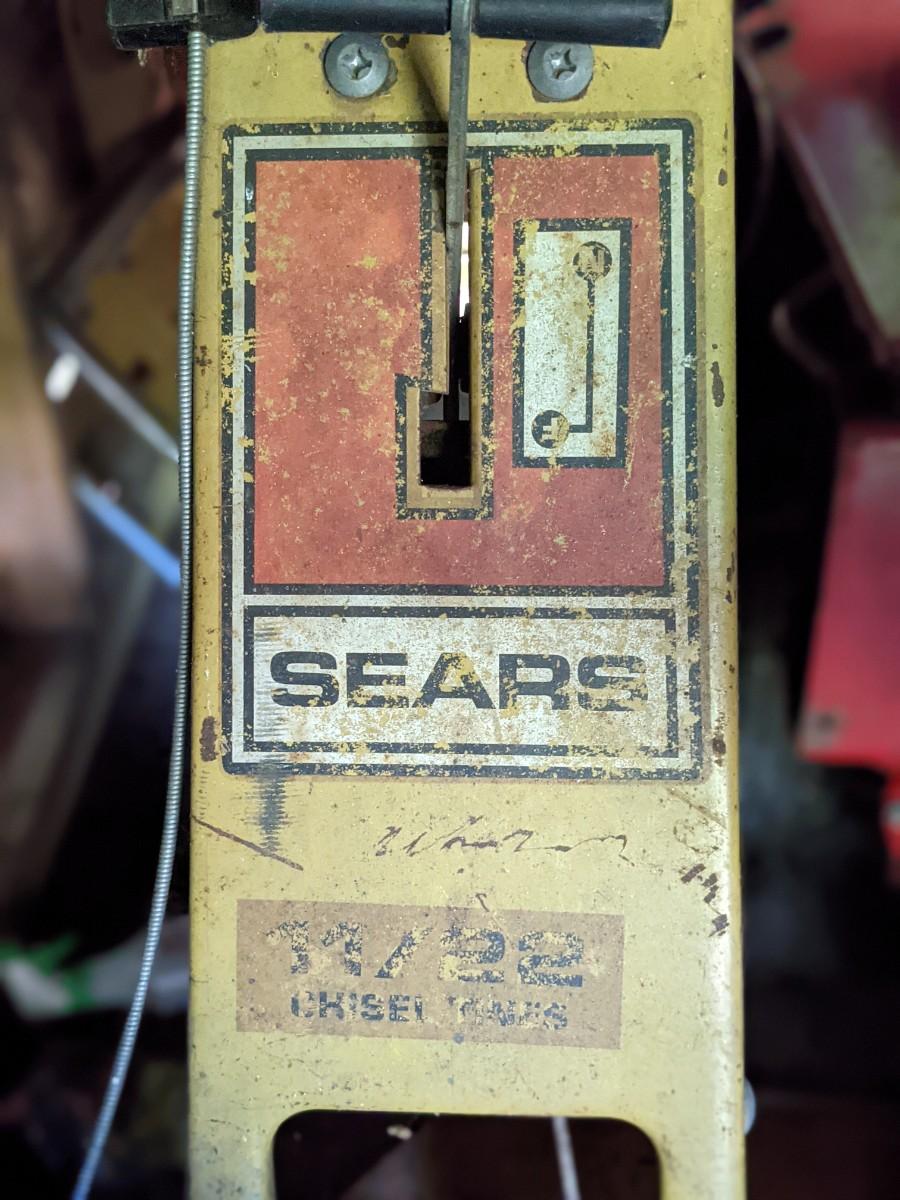 N
F
SEARS
11/22
CHISEL TINES